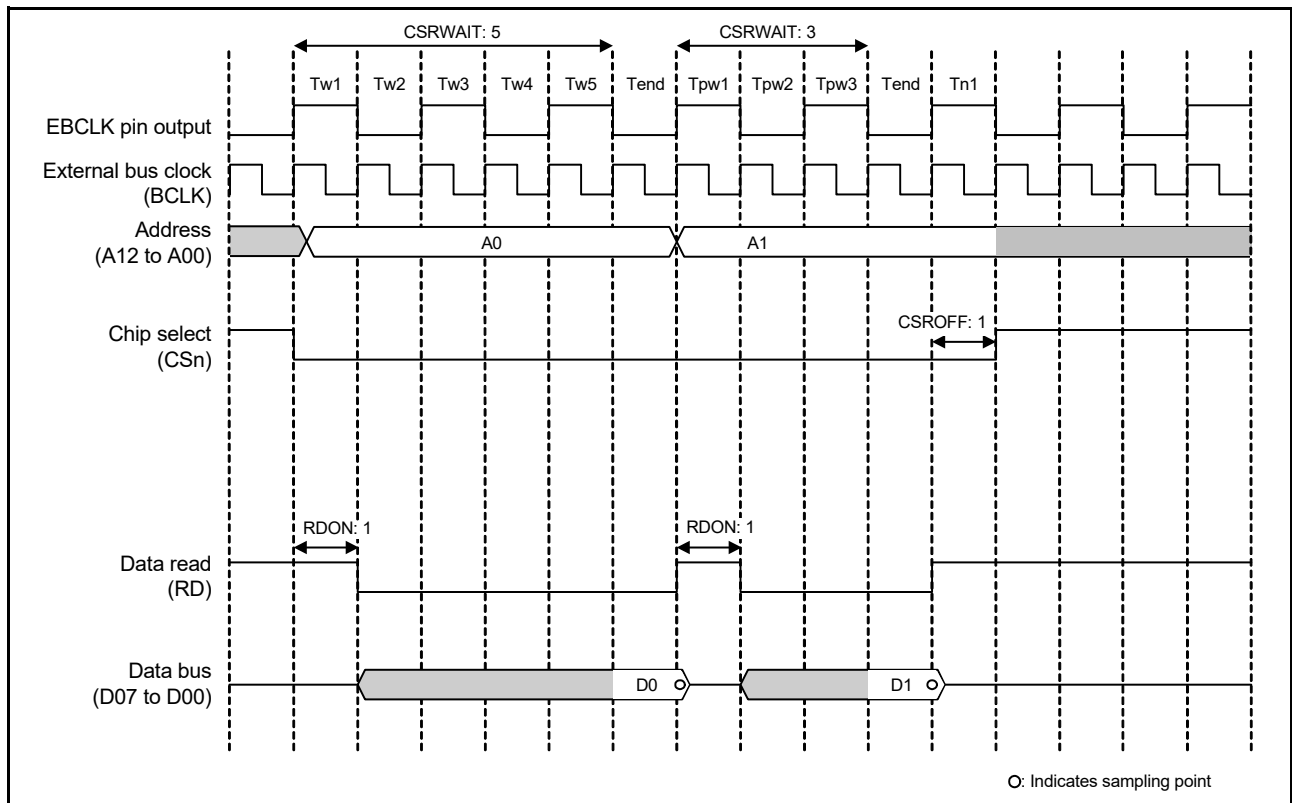 CSRWAIT: 5 CSRWAIT: 3
Tw1 Tw2 Tw3 Tw4 Tw5 Tend Tpw1 Tpw2 Tpw3 Tend Tn1
EBCLK pin output
External bus clock
(BCLK)
Address
(A12 to A00)
A0 A1
Chip select
(CSn)
CSROFF: 1
RDON: 1 RDON: 1
Data read
(RD)
Data bus
(D07 to D00)
D0 D1
O: Indicates sampling point